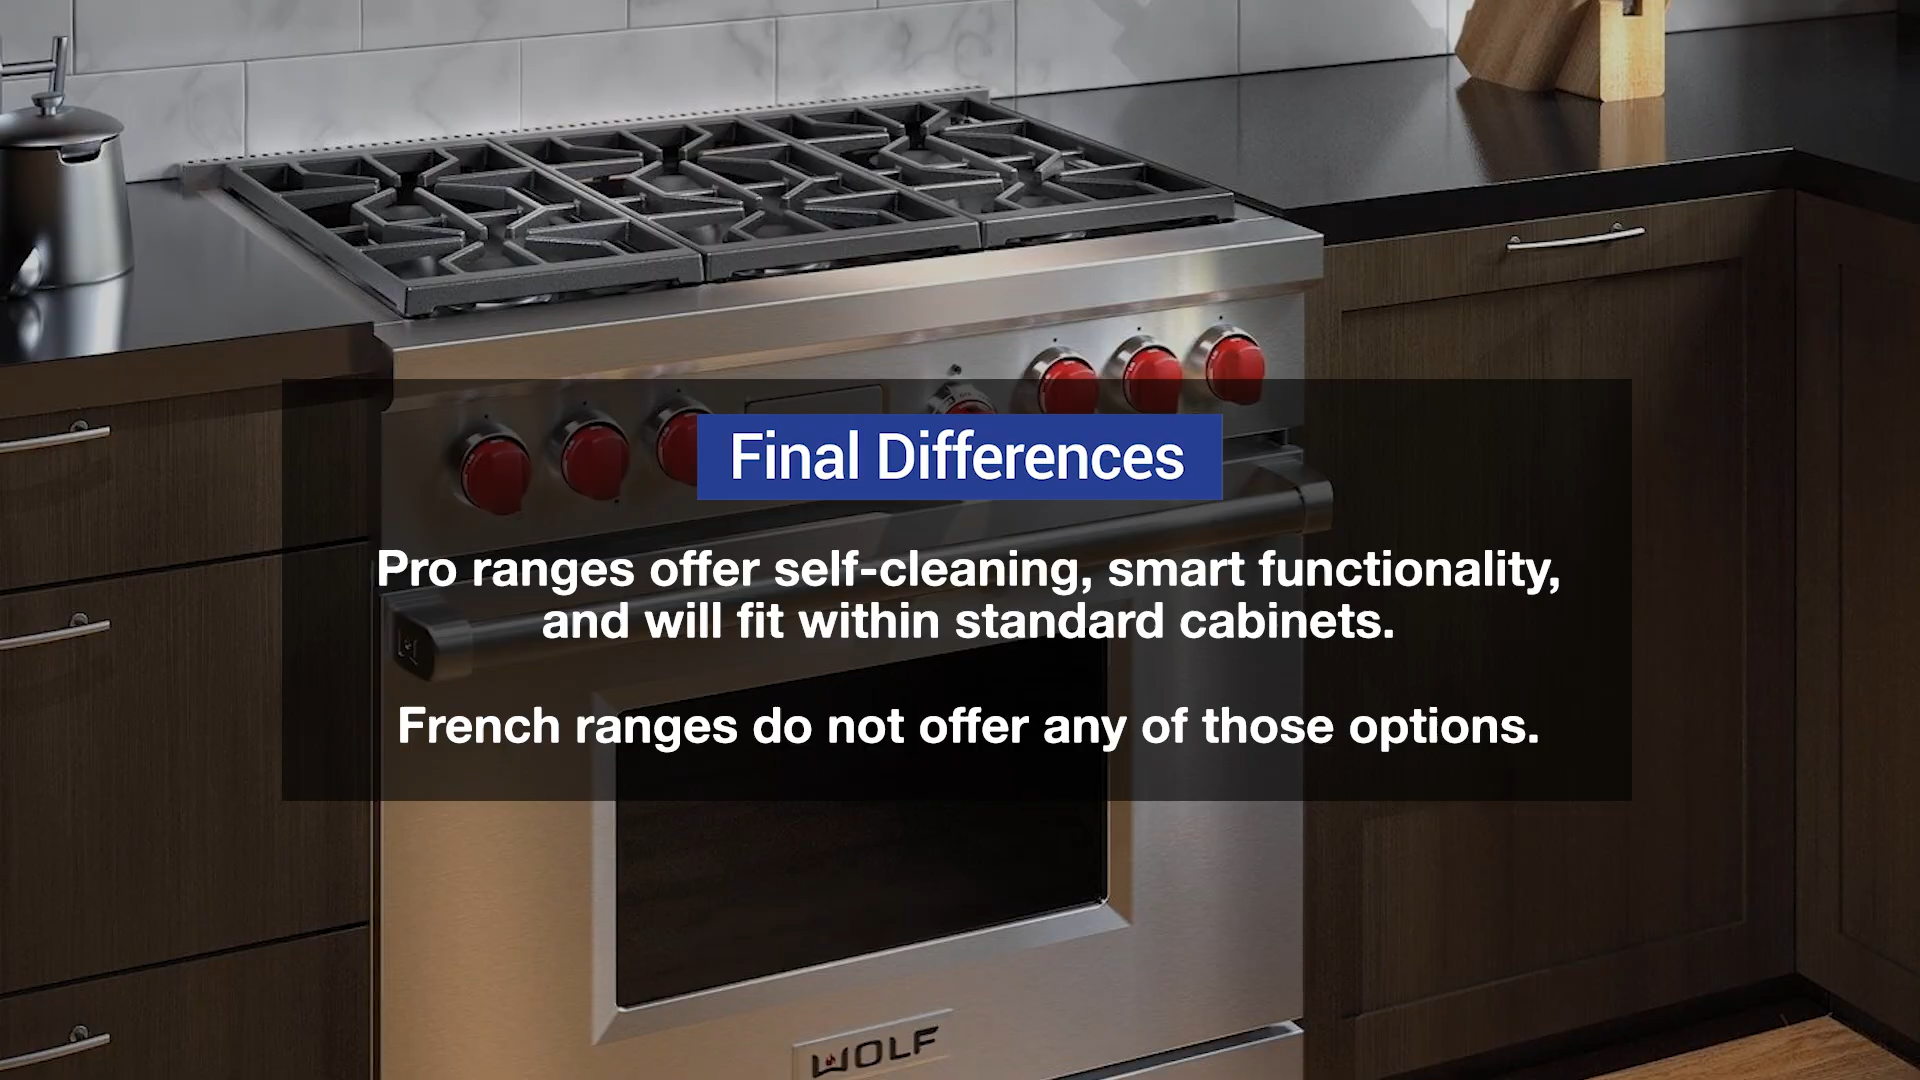 Final Differences
Pro ranges offer self-cleaning, smart functionality,
and will fit within standard cabinets.
French ranges do not offer any of those options.
WOLF